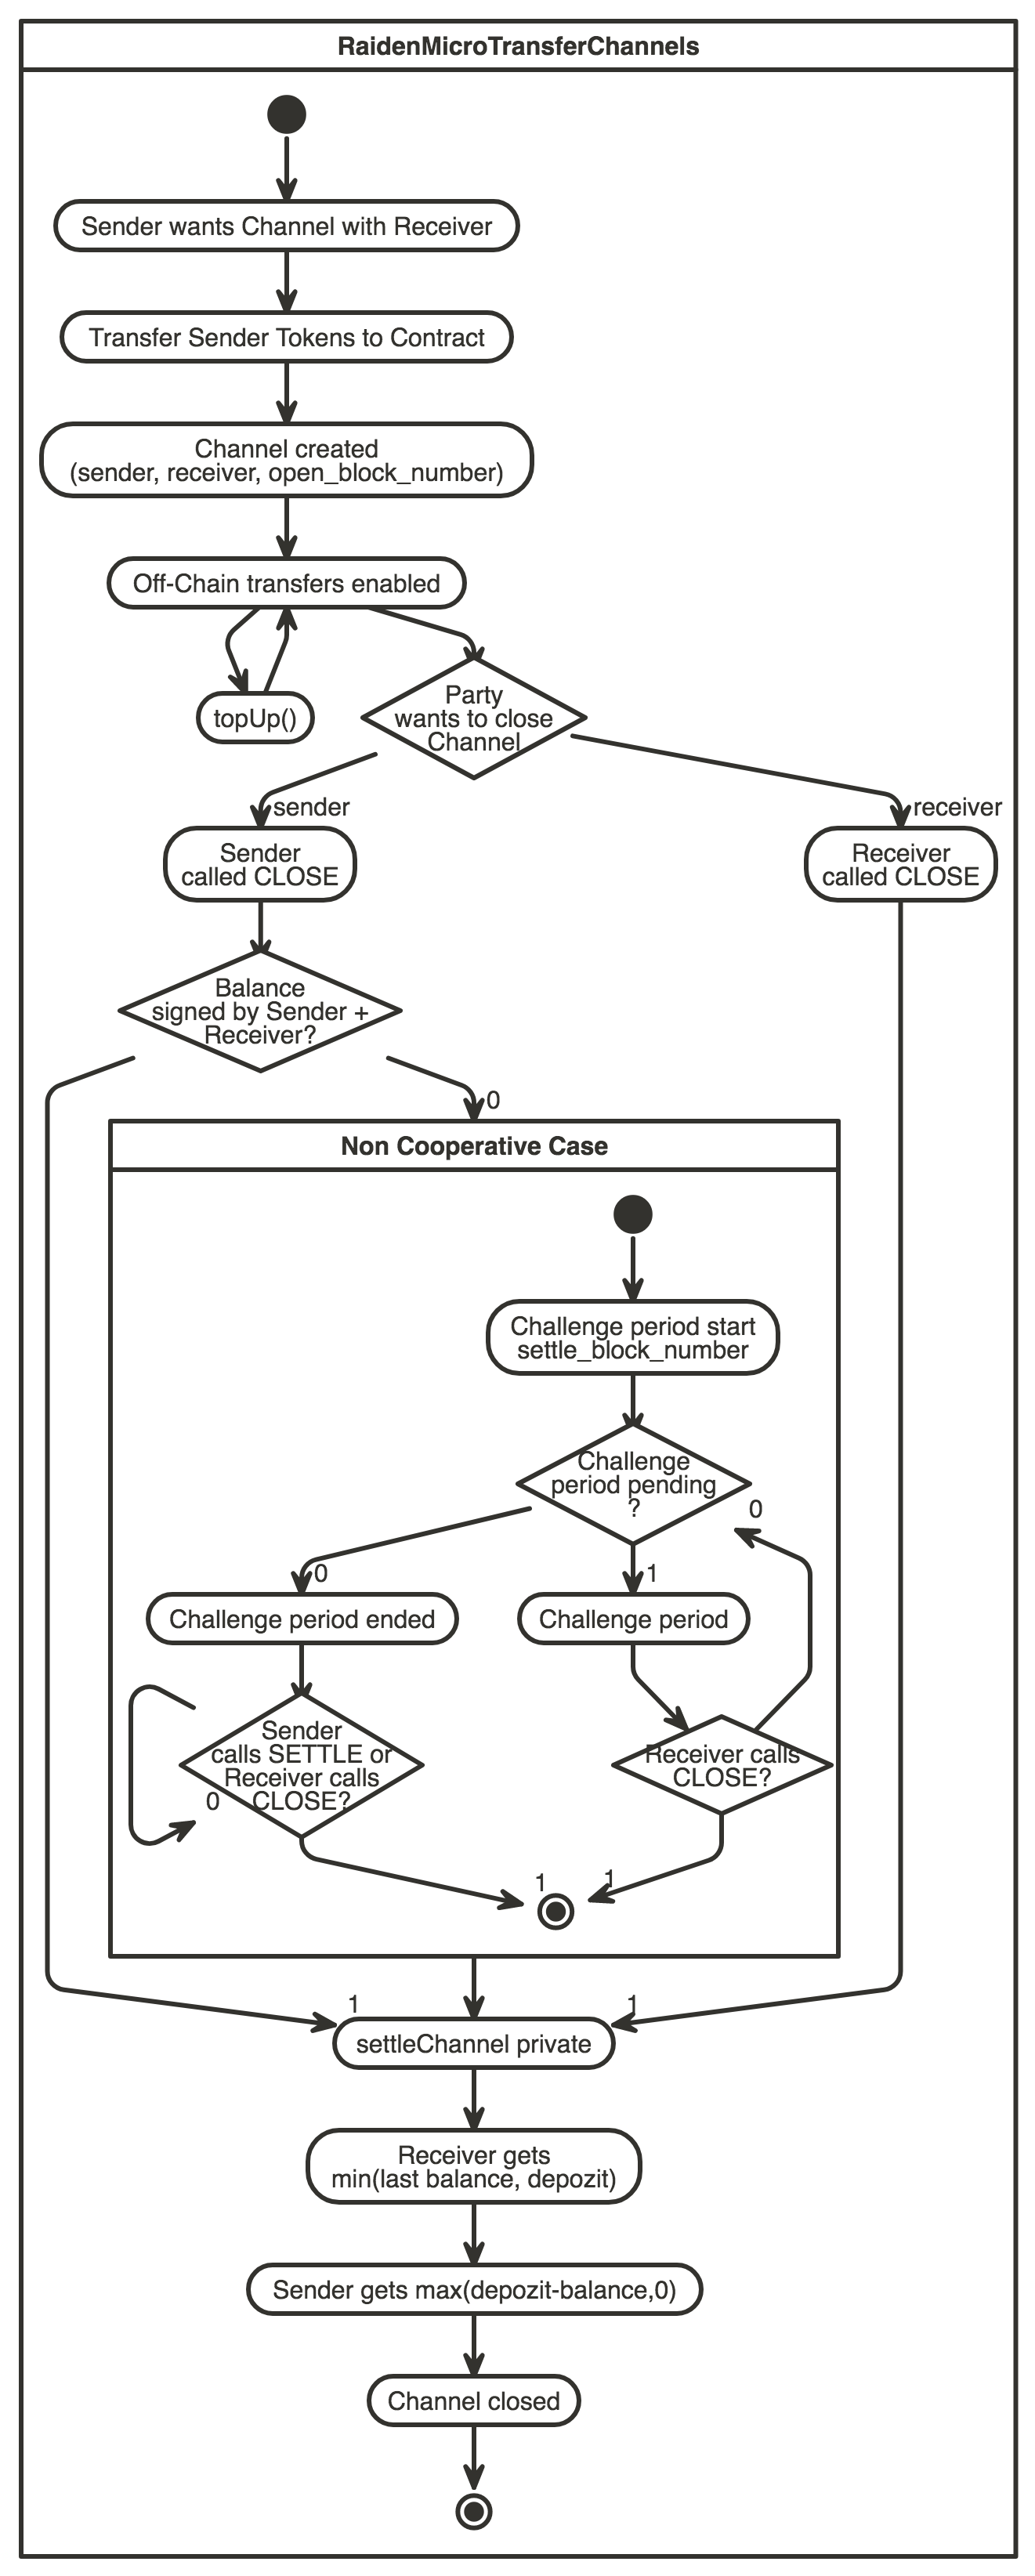 RaidenMicroTransferChannels
Sender wants Channel with Receiver
Transfer Sender Tokens to Contract
Channel created
(sender, receiver, open_block_number)
Off-Chain transfers enabled
topUp()
Party
wants to close
Channel
sender
receiver
Sender
called CLOSE
Receiver
called CLOSE
Balance
signed by Sender +
Receiver?
0
Non Cooperative Case
Challenge period start
settle_block_number
Challenge
period pending
?
0
0
1
Challenge period ended
Challenge period
Sender
calls SETTLE or
Receiver calls
CLOSE?
0
Receiver calls
CLOSE?
1
1
1
1
settleChannel private
Receiver gets
min(last balance, depozit)
Sender gets max(depozit-balance,0)
Channel closed